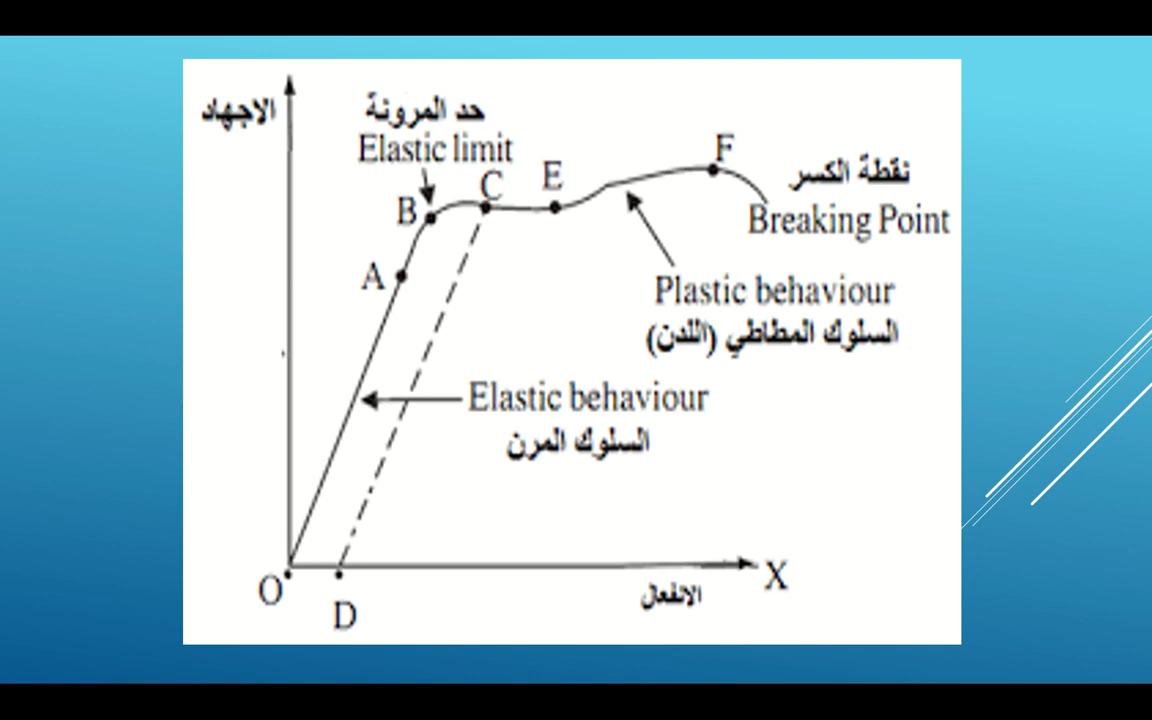 الاجهاد
حد المرونة
Elastic limit
B
C
E
F
نقطة الكسر
Breaking Point
A
Plastic behaviour
السلوك المطاطي (اللدن)
Elastic behaviour
السلوك المرن
O
D
الانفعال
X